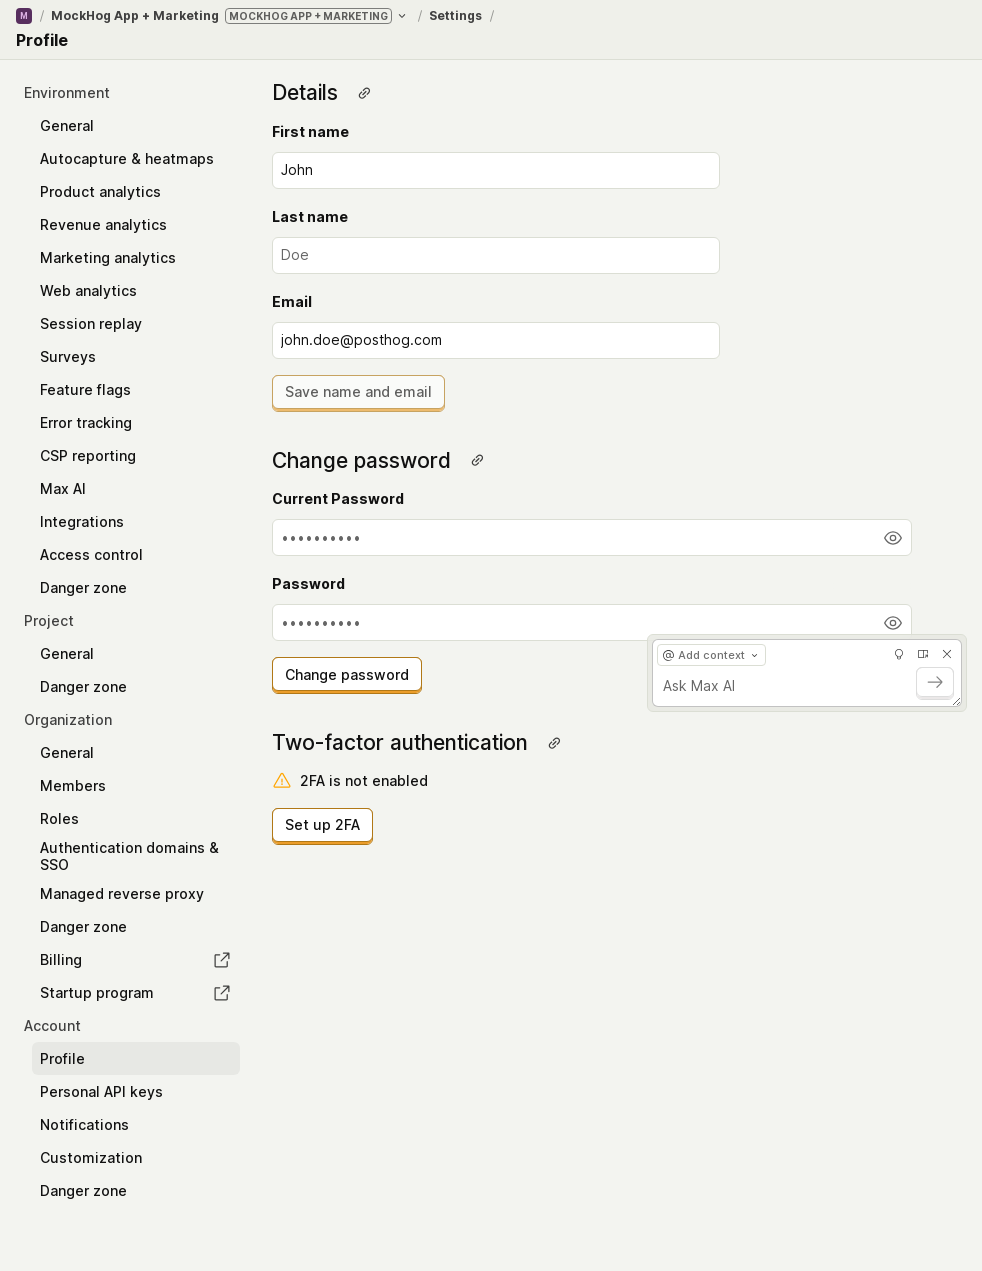 M / MockHog App + Marketing MOCKHOG APP + MARKETING / Settings /
Profile
Environment
General
Autocapture & heatmaps
Product analytics
Revenue analytics
Marketing analytics
Web analytics
Session replay
Surveys
Feature flags
Error tracking
CSP reporting
Max AI
Integrations
Access control
Danger zone
Project
General
Danger zone
Organization
General
Members
Roles
Authentication domains &
SSO
Managed reverse proxy
Danger zone
Billing
Startup program
Account
Profile
Personal API keys
Notifications
Customization
Danger zone
Details
First name
John
Last name
Doe
Email
john.doe@posthog.com
Save name and email
Change password
Current Password
••••••••••
Password
••••••••••
Change password
@ Add context
Ask Max AI
Two-factor authentication
2FA is not enabled
Set up 2FA